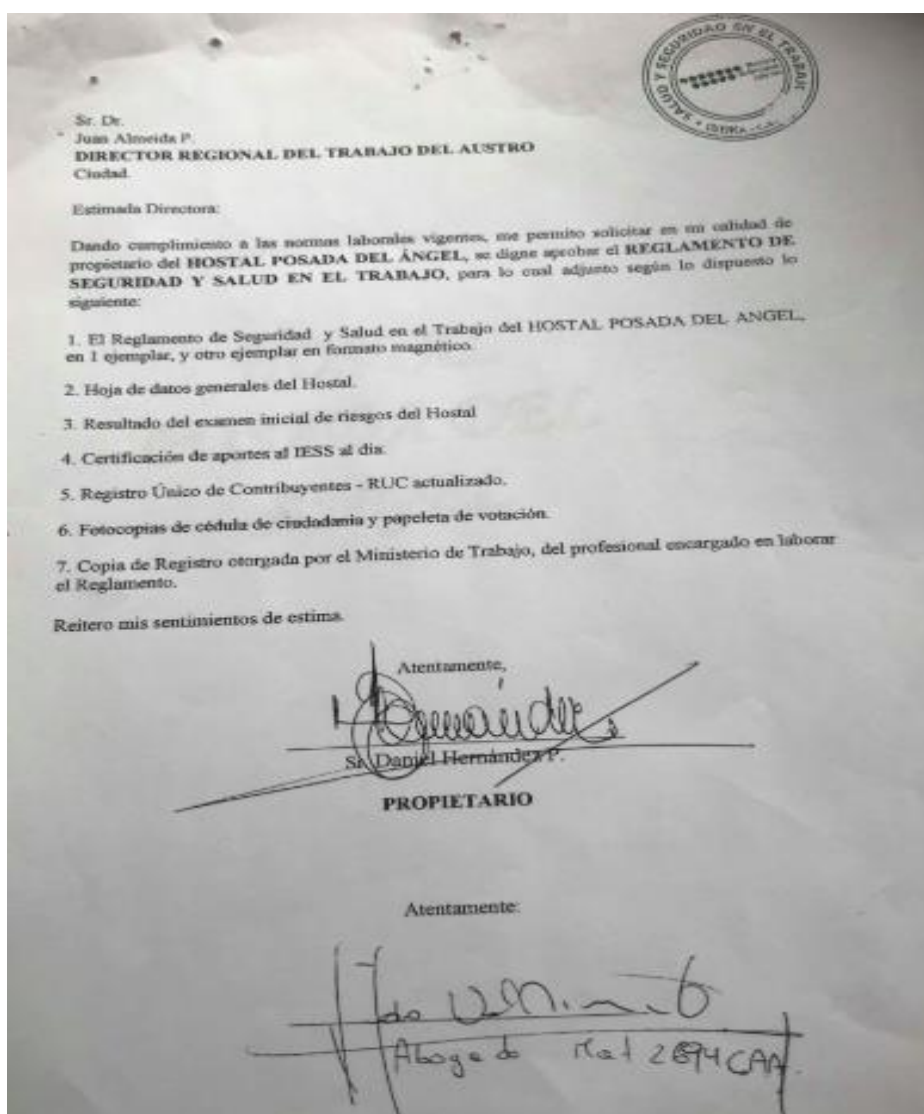 SALUD Y SEGURIDAD EN EL TRABAJO
Sr. Dr.
Juan Almeida P.
DIRECTOR REGIONAL DEL TRABAJO DEL AUSTRO
Ciudad.
Estimada Directora:
Dando cumplimiento a las normas laborales vigentes, me permito solicitar en mi calidad de
propietario del HOSTAL POSADA DEL ÁNGEL, se digne aprobar el REGLAMENTO DE
SEGURIDAD Y SALUD EN EL TRABAJO, para lo cual adjunto según lo dispuesto lo
siguiente:
1. El Reglamento de Seguridad y Salud en el Trabajo del HOSTAL POSADA DEL ANGEL,
en 1 ejemplar, y otro ejemplar en formato magnético.
2. Hoja de datos generales del Hostal.
3. Resultado del examen inicial de riesgos del Hostal
4. Certificación de aportes al IESS al día.
5. Registro Único de Contribuyentes - RUC actualizado.
6. Fotocopias de cédula de ciudadania y papeleta de votación.
7. Copia de Registro otorgada por el Ministerio de Trabajo, del profesional encargado en laborar
el Reglamento.
Reitero mis sentimientos de estima.
Atentamente,
Sr. Daniel Hernández P.
PROPIETARIO
Atentamente:
Abogado Mat 2894 CAA